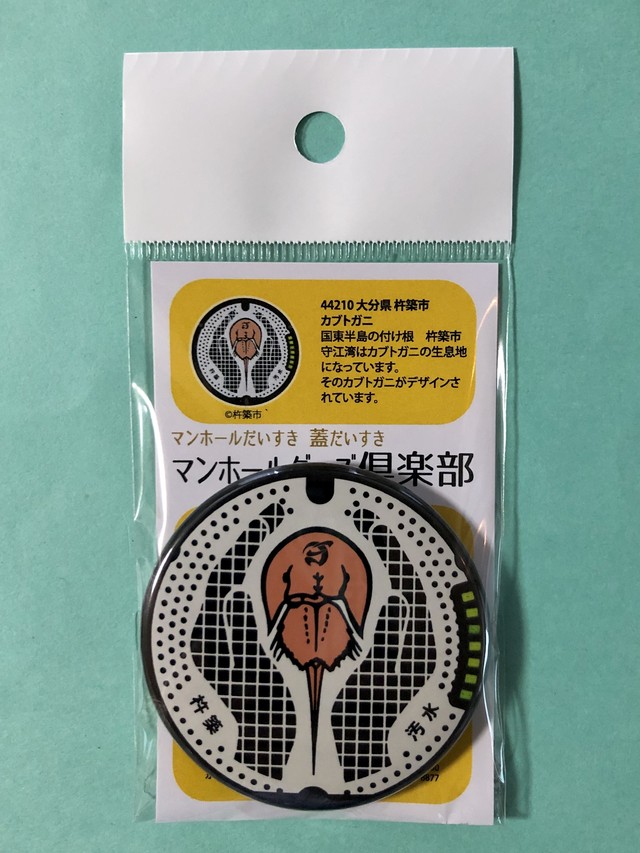 44210 大分県 杵築市
カブトガニ
国東半島の付け根　杵築市
守江湾はカブトガニの生息地
になっています。
そのカブトガニがデザインさ
れています。
©杵築市
マンホールだいすき 蓋だいすき
マンホールグッズ倶楽部
杵築
汚水
8877